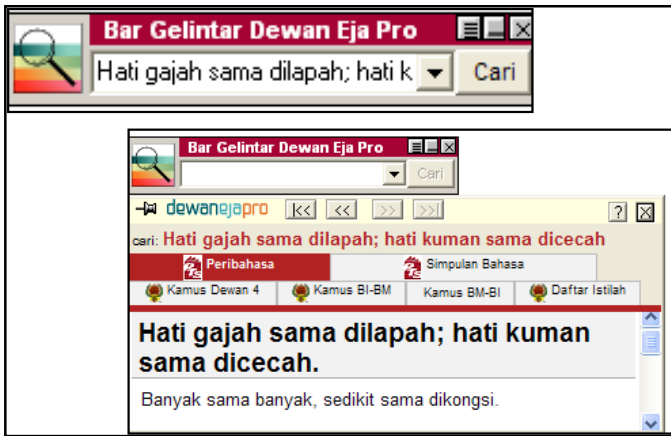 Bar Gelintar Dewan Eja Pro
Hati gajah sama dilapah; hati k
Cari
Bar Gelintar Dewan Eja Pro
Cari
dewanejapro |<< << >> >>| ?
cari: Hati gajah sama dilapah; hati kuman sama dicecah
Peribahasa Simpulan Bahasa
Kamus Dewan 4 Kamus BI-BM Kamus BM-BI Daftar Istilah
Hati gajah sama dilapah; hati kuman
sama dicecah.
Banyak sama banyak, sedikit sama dikongsi.